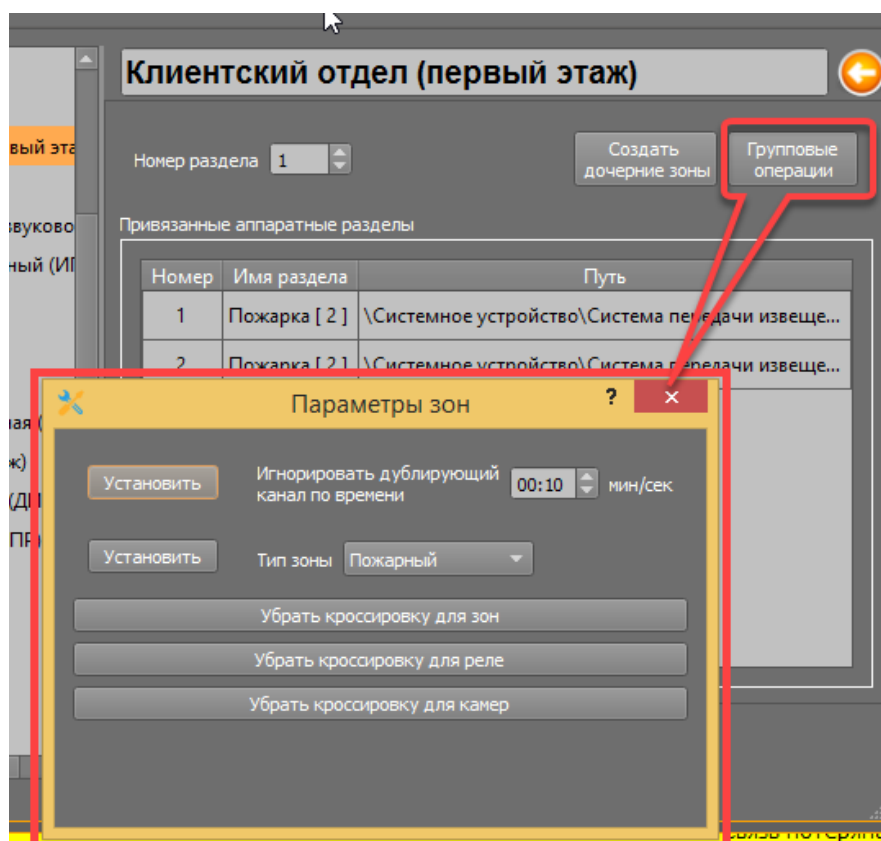 Клиентский отдел (первый этаж)
вый эта
Номер раздела 1
Создать
дочерние зоны
Групповые
операции
звуково
Привязанные аппаратные разделы
ный (ИП
Номер Имя раздела Путь
1 Пожарка [ 2 ] \Системное устройство\Система передачи извеще...
2 Пожарка [ 2 ] \Системное устройство\Система передачи извеще...
Параметры зон ?
ная (
ж)
Установить
Игнорировать дублирующий
канал по времени
00:10 мин/сек
(ДИ
ПР)
Установить Тип зоны Пожарный
Убрать кроссировку для зон
Убрать кроссировку для реле
Убрать кроссировку для камер